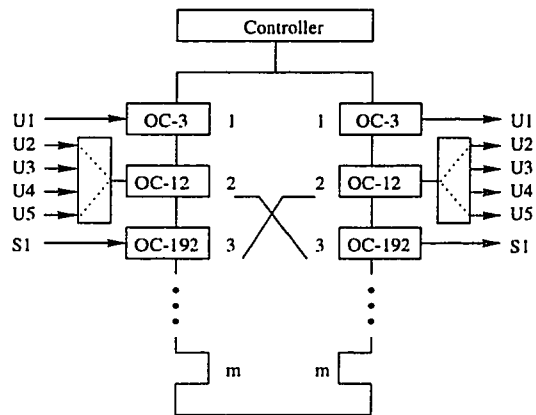 Controller
U1 OC-3 1 1 OC-3 U1
U2 U2
U3 U3
U4 OC-12 2 2 OC-12 U4
U5 U5
S1 OC-192 3 3 OC-192 S1
m m